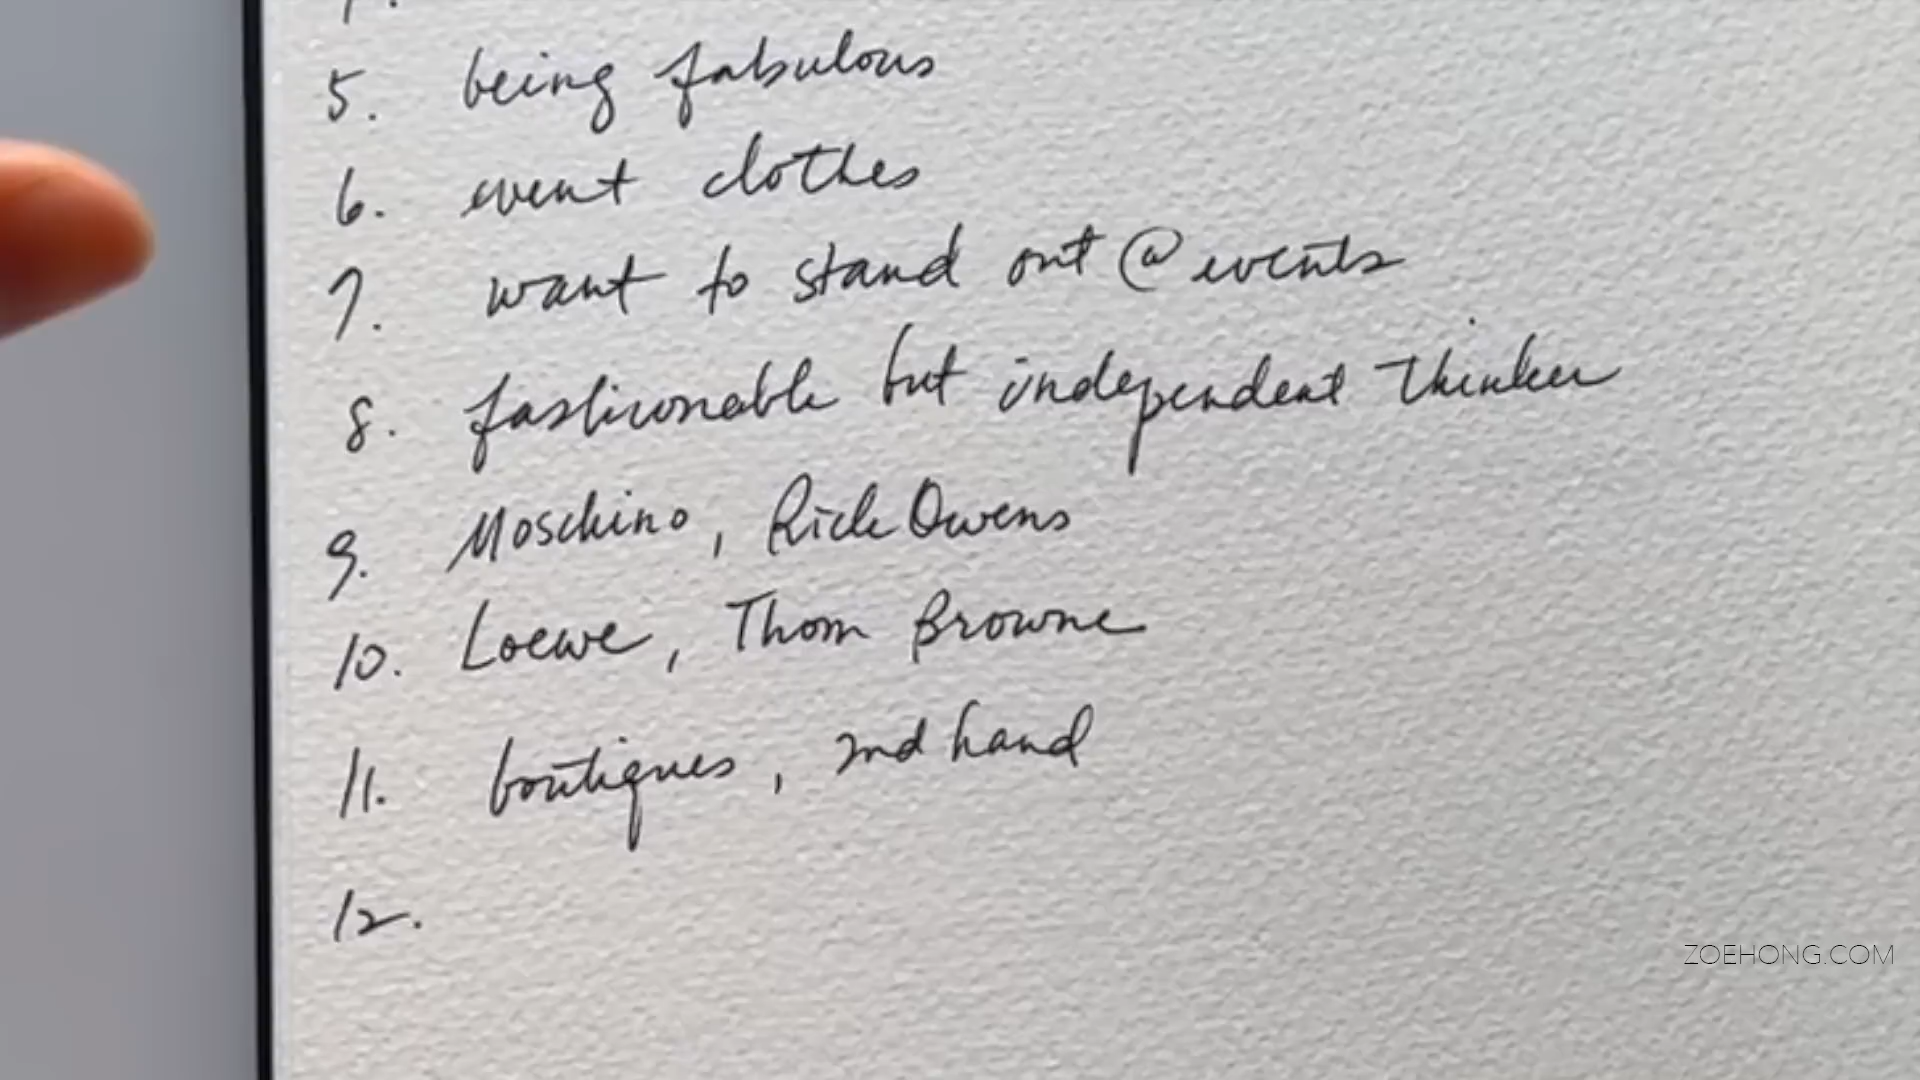 5. being fabulous
6. event clothes
7. want to stand out @ events
8. fashionable but independent thinker
9. Moschino, Rick Owens
10. Loewe, Thom Browne
11. boutiques, 2nd hand
12.
ZOEHONG.COM